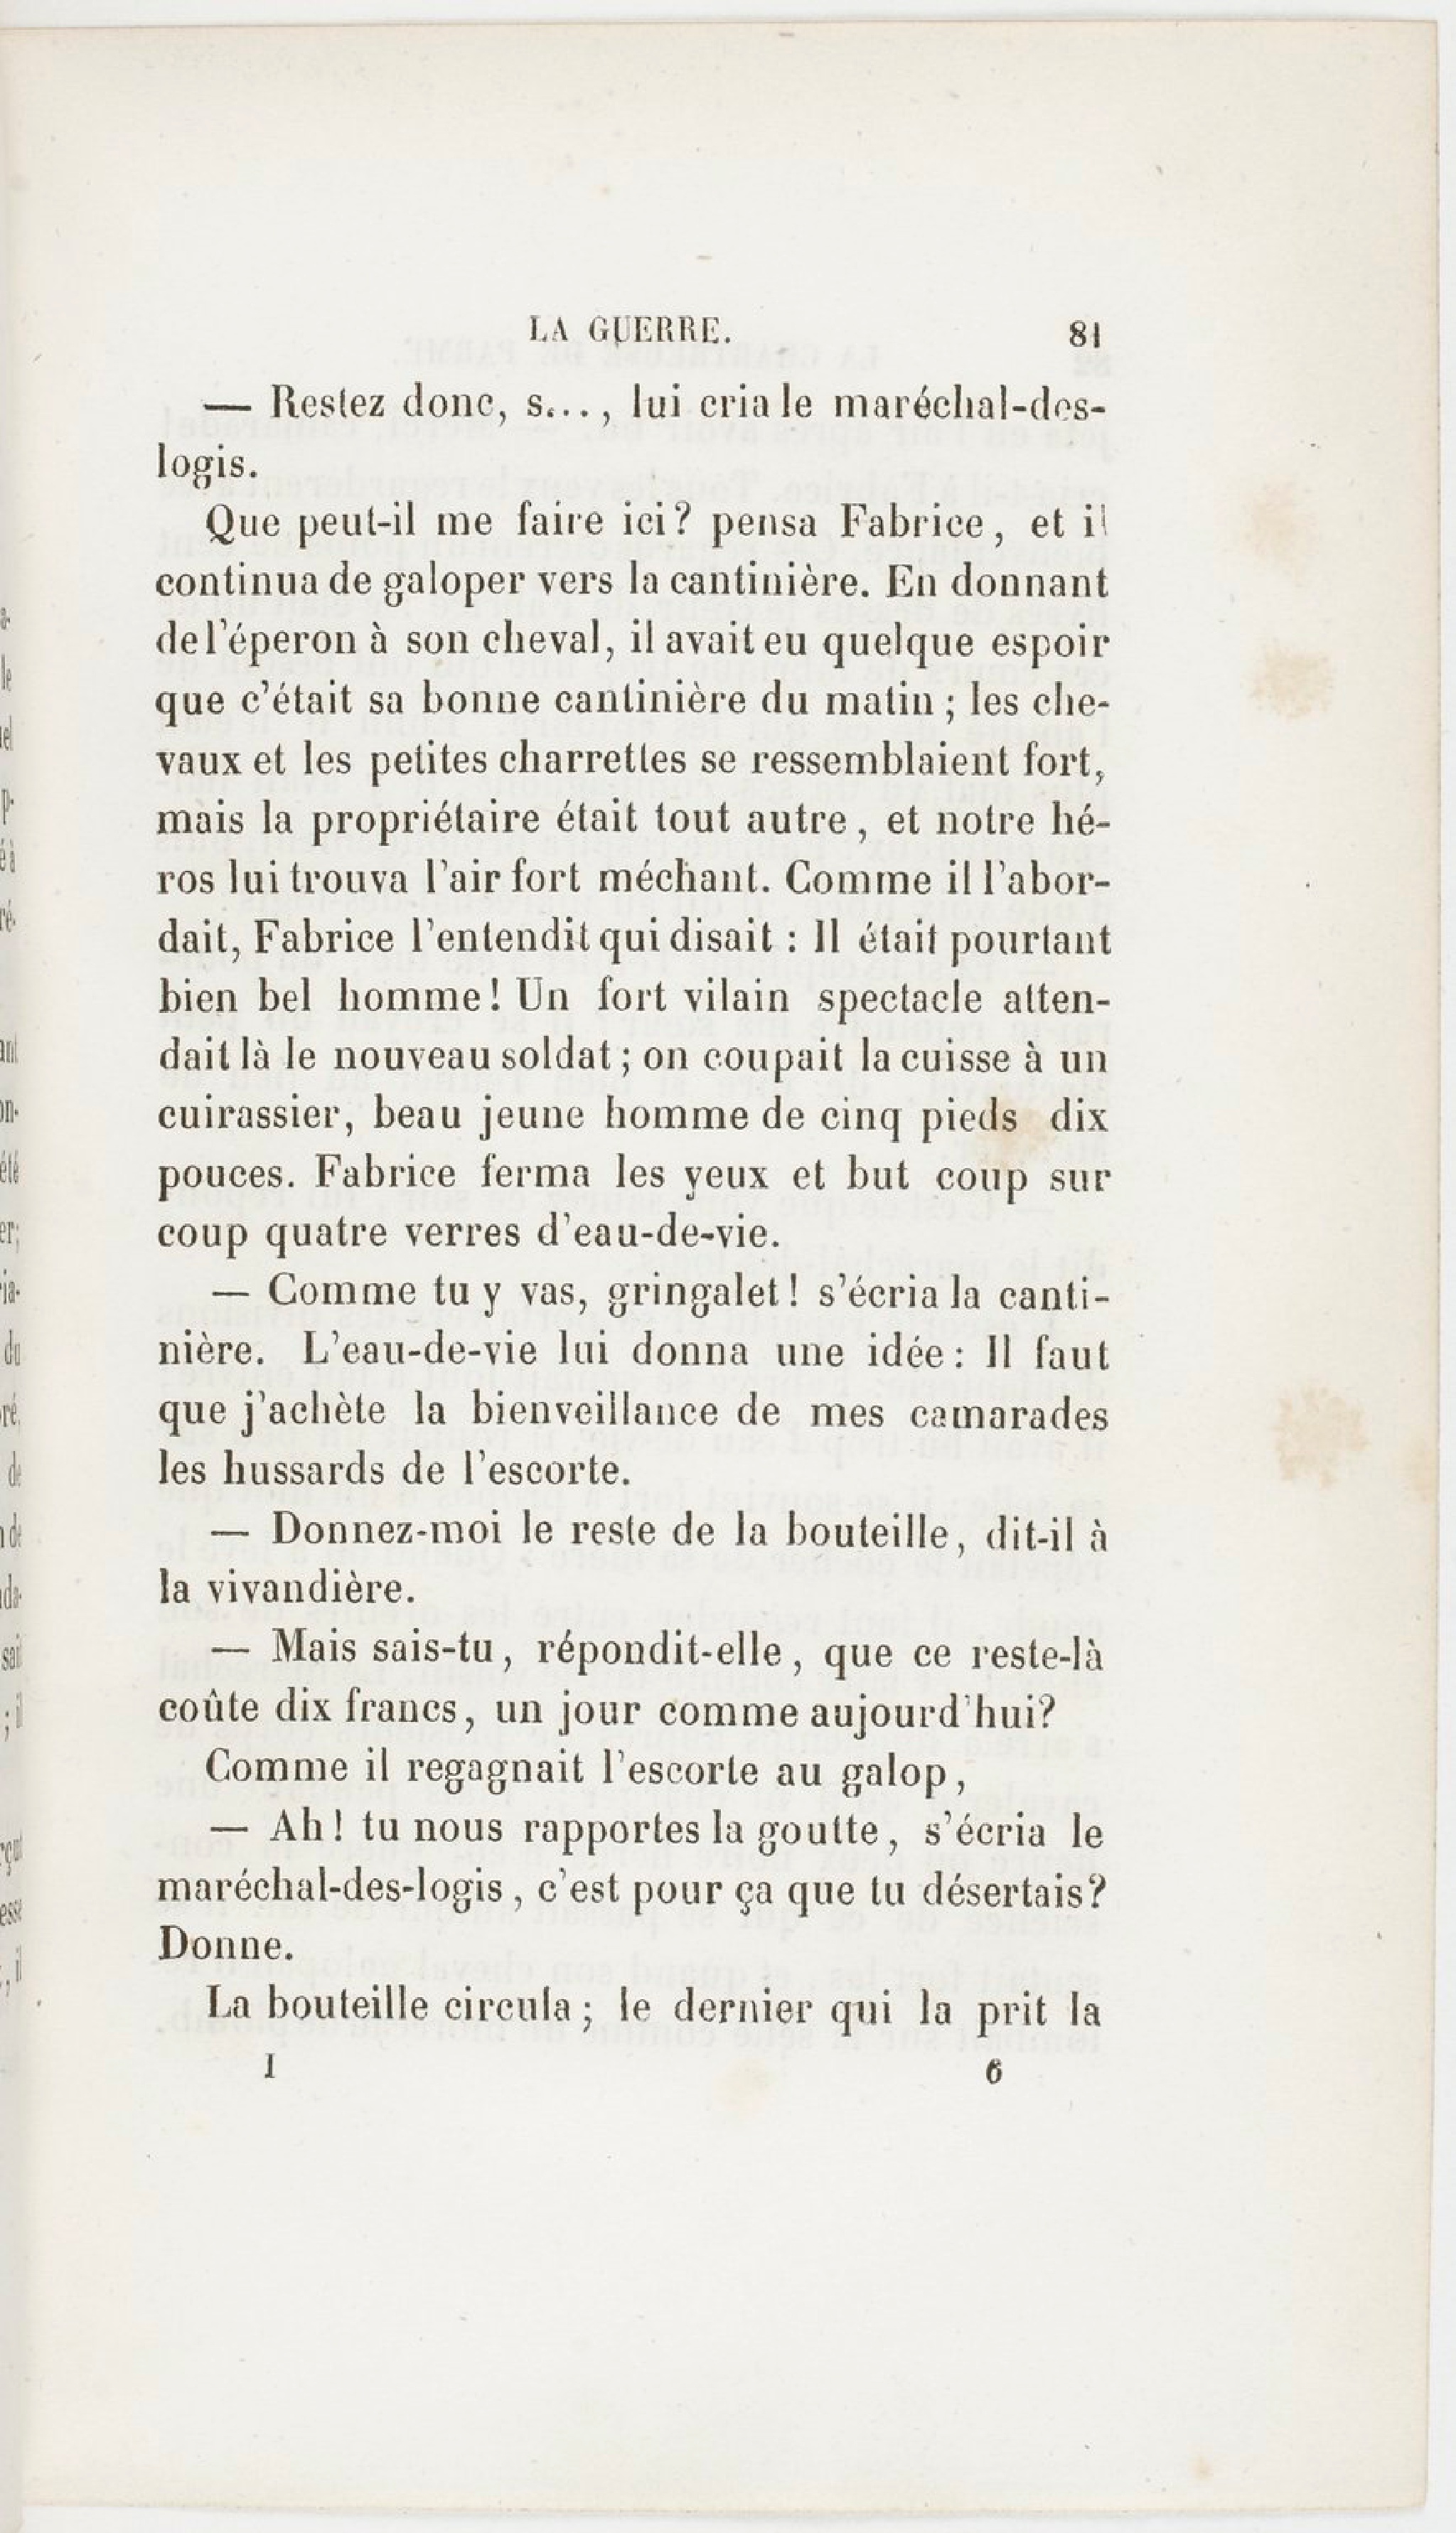 LA GUERRE. 81
— Restez donc, s..., lui cria le maréchal-des-
logis.
Que peut-il me faire ici? pensa Fabrice, et il
continua de galoper vers la cantinière. En donnant
de l'éperon à son cheval, il avait eu quelque espoir
que c'était sa bonne cantinière du matin; les che-
vaux et les petites charrettes se ressemblaient fort,
mais la propriétaire était tout autre, et notre hé-
ros lui trouva l'air fort méchant. Comme il l'abor-
dait, Fabrice l'entendit qui disait : Il était pourtant
bien bel homme! Un fort vilain spectacle atten-
dait là le nouveau soldat; on coupait la cuisse à un
cuirassier, beau jeune homme de cinq pieds dix
pouces. Fabrice ferma les yeux et but coup sur
coup quatre verres d'eau-de-vie.
— Comme tu y vas, gringalet! s'écria la canti-
nière. L'eau-de-vie lui donna une idée: Il faut
que j'achète la bienveillance de mes camarades
les hussards de l'escorte.
— Donnez-moi le reste de la bouteille, dit-il à
la vivandière.
— Mais sais-tu, répondit-elle, que ce reste-là
coûte dix francs, un jour comme aujourd'hui?
Comme il regagnait l'escorte au galop,
— Ah! tu nous rapportes la goutte, s'écria le
maréchal-des-logis, c'est pour ça que tu désertais?
Donne.
La bouteille circula; le dernier qui la prit la
I 6